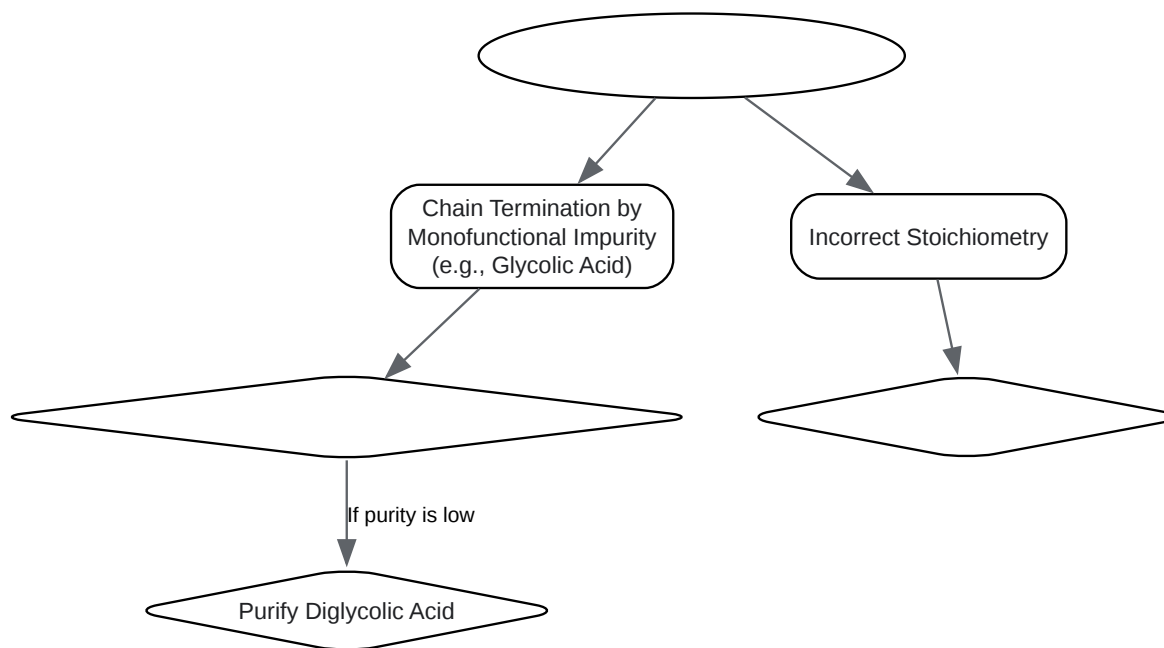 Chain Termination by
Monofunctional Impurity
(e.g., Glycolic Acid)
Incorrect Stoichiometry
If purity is low
Purify Diglycolic Acid